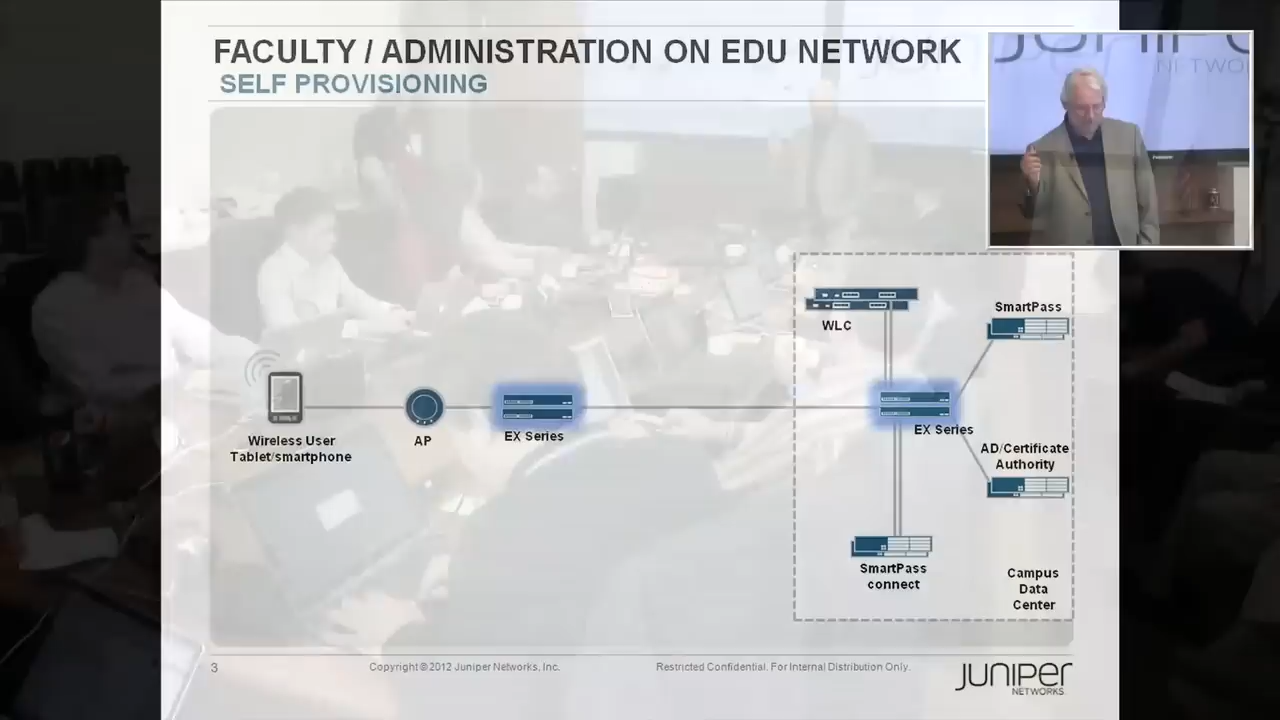 FACULTY / ADMINISTRATION ON EDU NETWORK
SELF PROVISIONING
JUNIPE
NETWO
WLC
SmartPass
Wireless User
Tablet/smartphone
AP
EX Series
EX Series
AD/Certificate
Authority
SmartPass
connect
Campus
Data
Center
3
Copyright © 2012 Juniper Networks, Inc.
Restricted Confidential. For Internal Distribution Only.
JUNIPer
NETWORKS